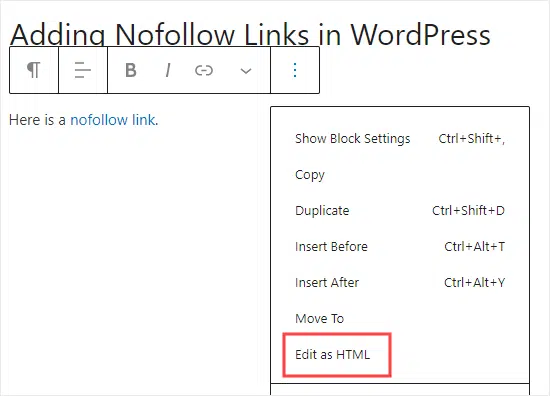 Adding Nofollow Links in WordPress
B I
Here is a nofollow link.
Show Block Settings Ctrl+Shift+,
Copy
Duplicate Ctrl+Shift+D
Insert Before Ctrl+Alt+T
Insert After Ctrl+Alt+Y
Move To
Edit as HTML